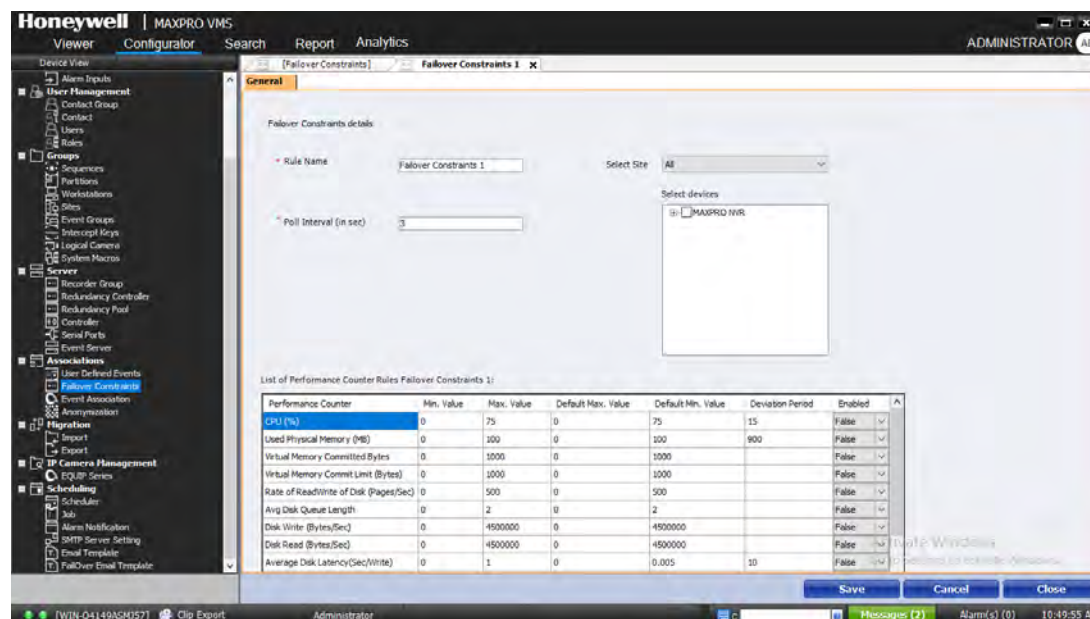 Honeywell | MAXPRO VMS
Viewer Configurator Search Report Analytics
ADMINISTRATOR
Device View
[Failover Constraints] Failover Constraints 1 x
General
Alarm Inputs
User Management
Contact Group
Contact
Users
Roles
Groups
Sequences
Partitions
Workstations
Sites
Event Groups
Intercept Keys
Logical Camera
System Macros
Server
Recorder Group
Redundancy Controller
Redundancy Pool
Controller
Serial Ports
Event Server
Associations
User Defined Events
Failover Constraints
Event Association
Anonymization
Migration
Import
Export
IP Camera Management
EQUIP Series
Scheduling
Scheduler
Job
Alarm Notification
SMTP Server Setting
Email Template
FailOver Email Template
Failover Constraints details
* Rule Name Failover Constraints 1 Select Site All
Select devices
MAXPRO NVR
* Poll Interval (in sec) 3
List of Performance Counter Rules Failover Constraints 1:
Performance Counter Min. Value Max. Value Default Max. Value Default Min. Value Deviation Period Enabled
CPU (%) 0 75 0 75 15 False
Used Physical Memory (MB) 0 100 0 100 900 False
Virtual Memory Committed Bytes 0 1000 0 1000 False
Virtual Memory Commit Limit (Bytes) 0 1000 0 1000 False
Rate of ReadWrite of Disk (Pages/Sec) 0 500 0 500 False
Avg Disk Queue Length 0 2 0 2 False
Disk Write (Bytes/Sec) 0 4500000 0 4500000 False
Disk Read (Bytes/Sec) 0 4500000 0 4500000 False
Average Disk Latency(Sec/Write) 0 1 0 0.005 10 False
Windows
Save Cancel Close
[WIN-O4149ASMJ57] Clip Export Administrator
Messages (2) Alarm(s) (0) 10:49:55 A